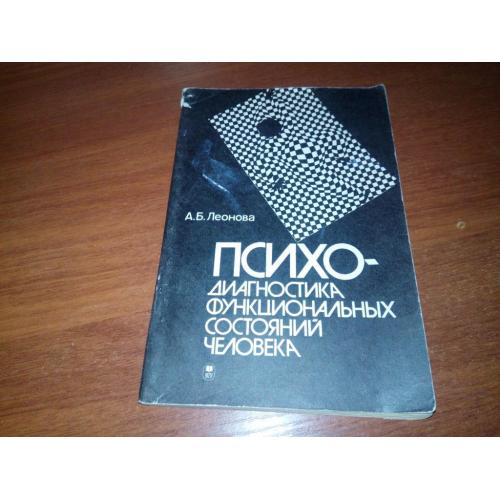 А.Б.Леонова
ПСИХО-
ДИАГНОСТИКА
ФУНКЦИОНАЛЬНЫХ
СОСТОЯНИЙ
ЧЕЛОВЕКА